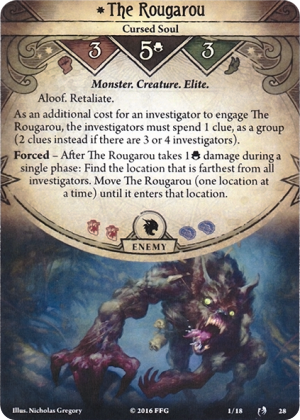 The Rougarou
Cursed Soul
3 5 3
Monster. Creature. Elite.
Aloof. Retaliate.
As an additional cost for an investigator to engage The
Rougarou, the investigators must spend 1 clue, as a group
(2 clues instead if there are 3 or 4 investigators).
Forced – After The Rougarou takes 1 damage during a
single phase: Find the location that is farthest from all
investigators. Move The Rougarou (one location at
a time) until it enters that location.
ENEMY
Illus. Nicholas Gregory © 2016 FFG 1/18 28